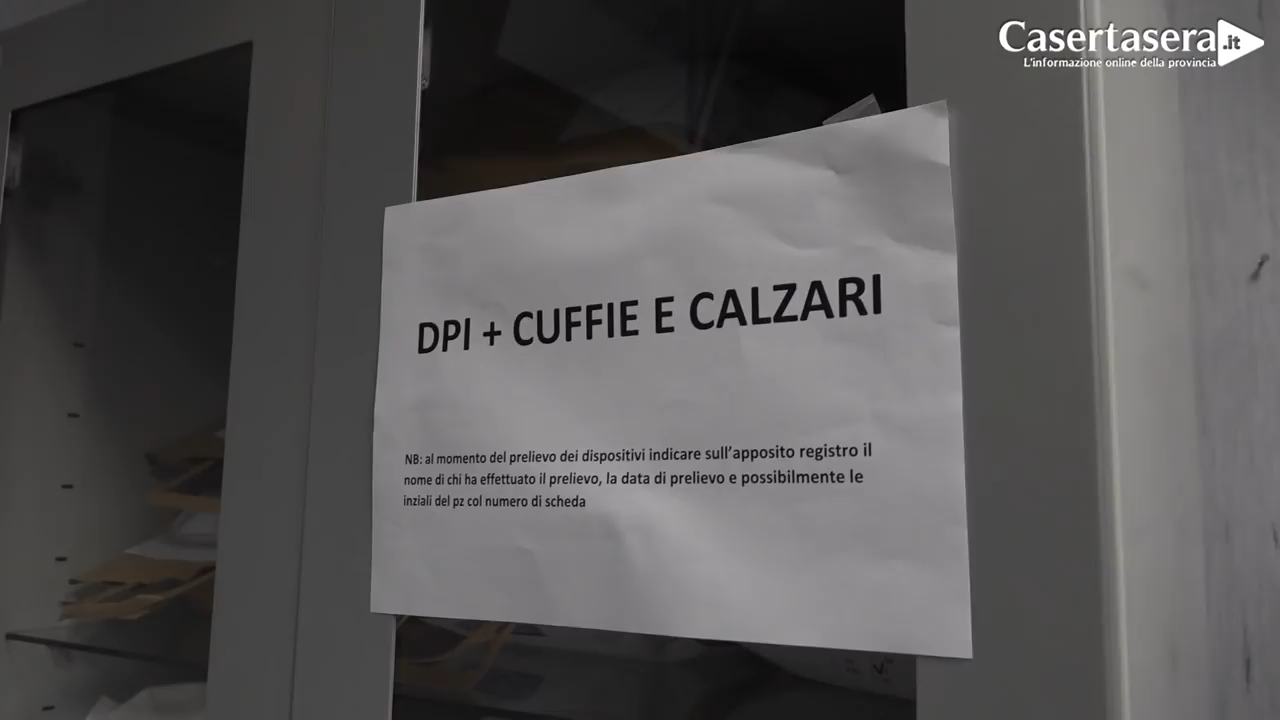 Casertasera.it
L'informazione online della provincia
DPI + CUFFIE E CALZARI
NB: al momento del prelievo dei dispositivi indicare sull'apposito registro il
nome di chi ha effettuato il prelievo, la data di prelievo e possibilmente le
inziali del pz col numero di scheda